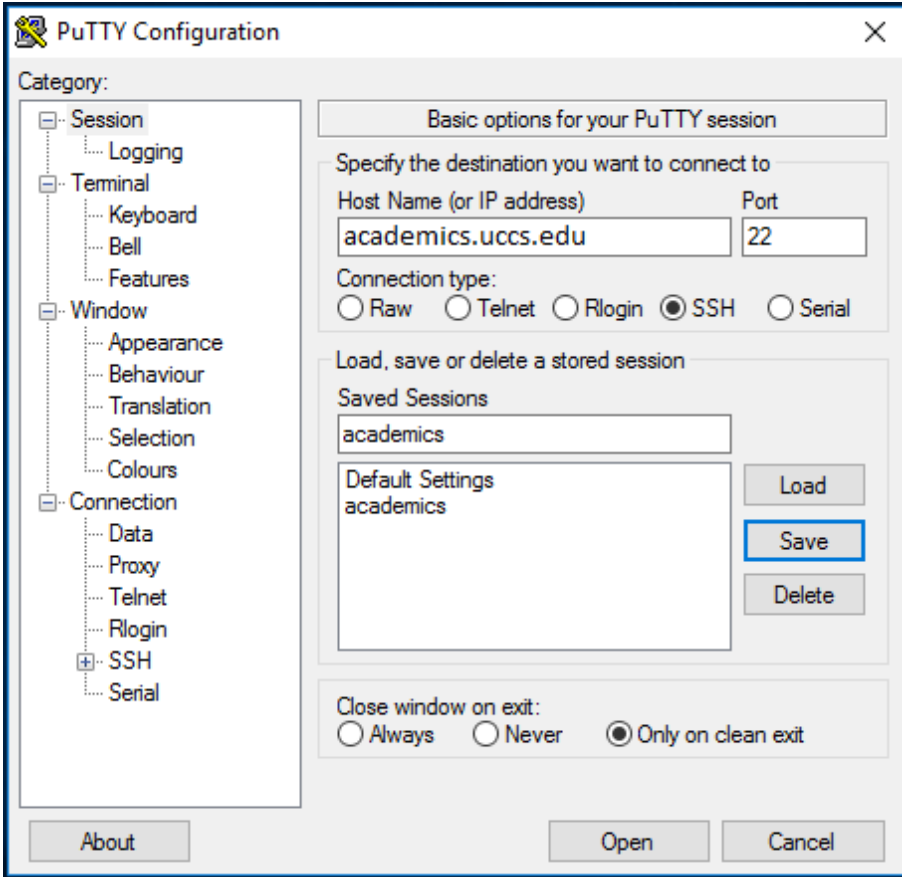 PuTTY Configuration
Category:
Session
Logging
Terminal
Keyboard
Bell
Features
Window
Appearance
Behaviour
Translation
Selection
Colours
Connection
Data
Proxy
Telnet
Rlogin
SSH
Serial
Basic options for your PuTTY session
Specify the destination you want to connect to
Host Name (or IP address) Port
academics.uccs.edu 22
Connection type:
Raw Telnet Rlogin SSH Serial
Load, save or delete a stored session
Saved Sessions
academics
Default Settings
academics
Load
Save
Delete
Close window on exit:
Always Never Only on clean exit
About Open Cancel